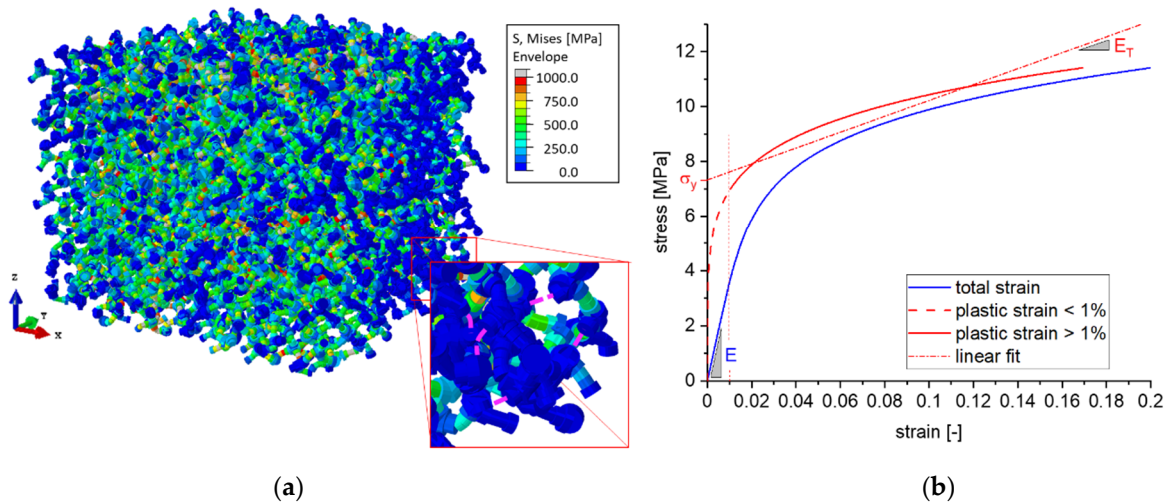 S, Mises [MPa]
Envelope
1000.0
750.0
500.0
0.0
z
Y
x
(a)
stress [MPa]
12
10
8
6
4
2
0
σy
E
ET
total strain
plastic strain < 1%
plastic strain > 1%
linear fit
0 0.02 0.04 0.06 0.08 0.1 0.12 0.14 0.16 0.18 0.2
strain [-]
(b)